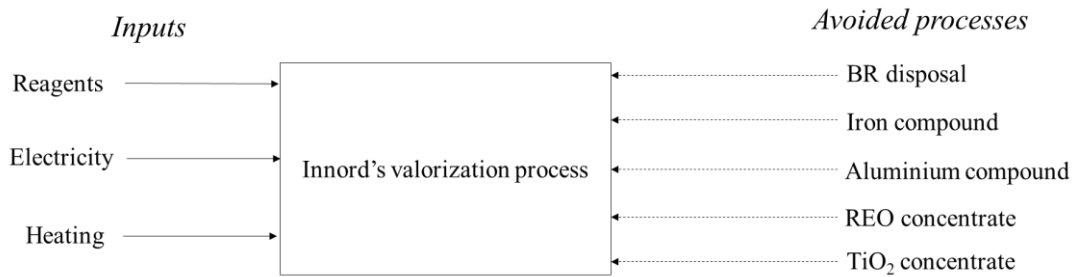 Inputs
Avoided processes
Reagents
Electricity
Heating
Innord's valorization process
BR disposal
Iron compound
Aluminium compound
REO concentrate
TiO₂ concentrate